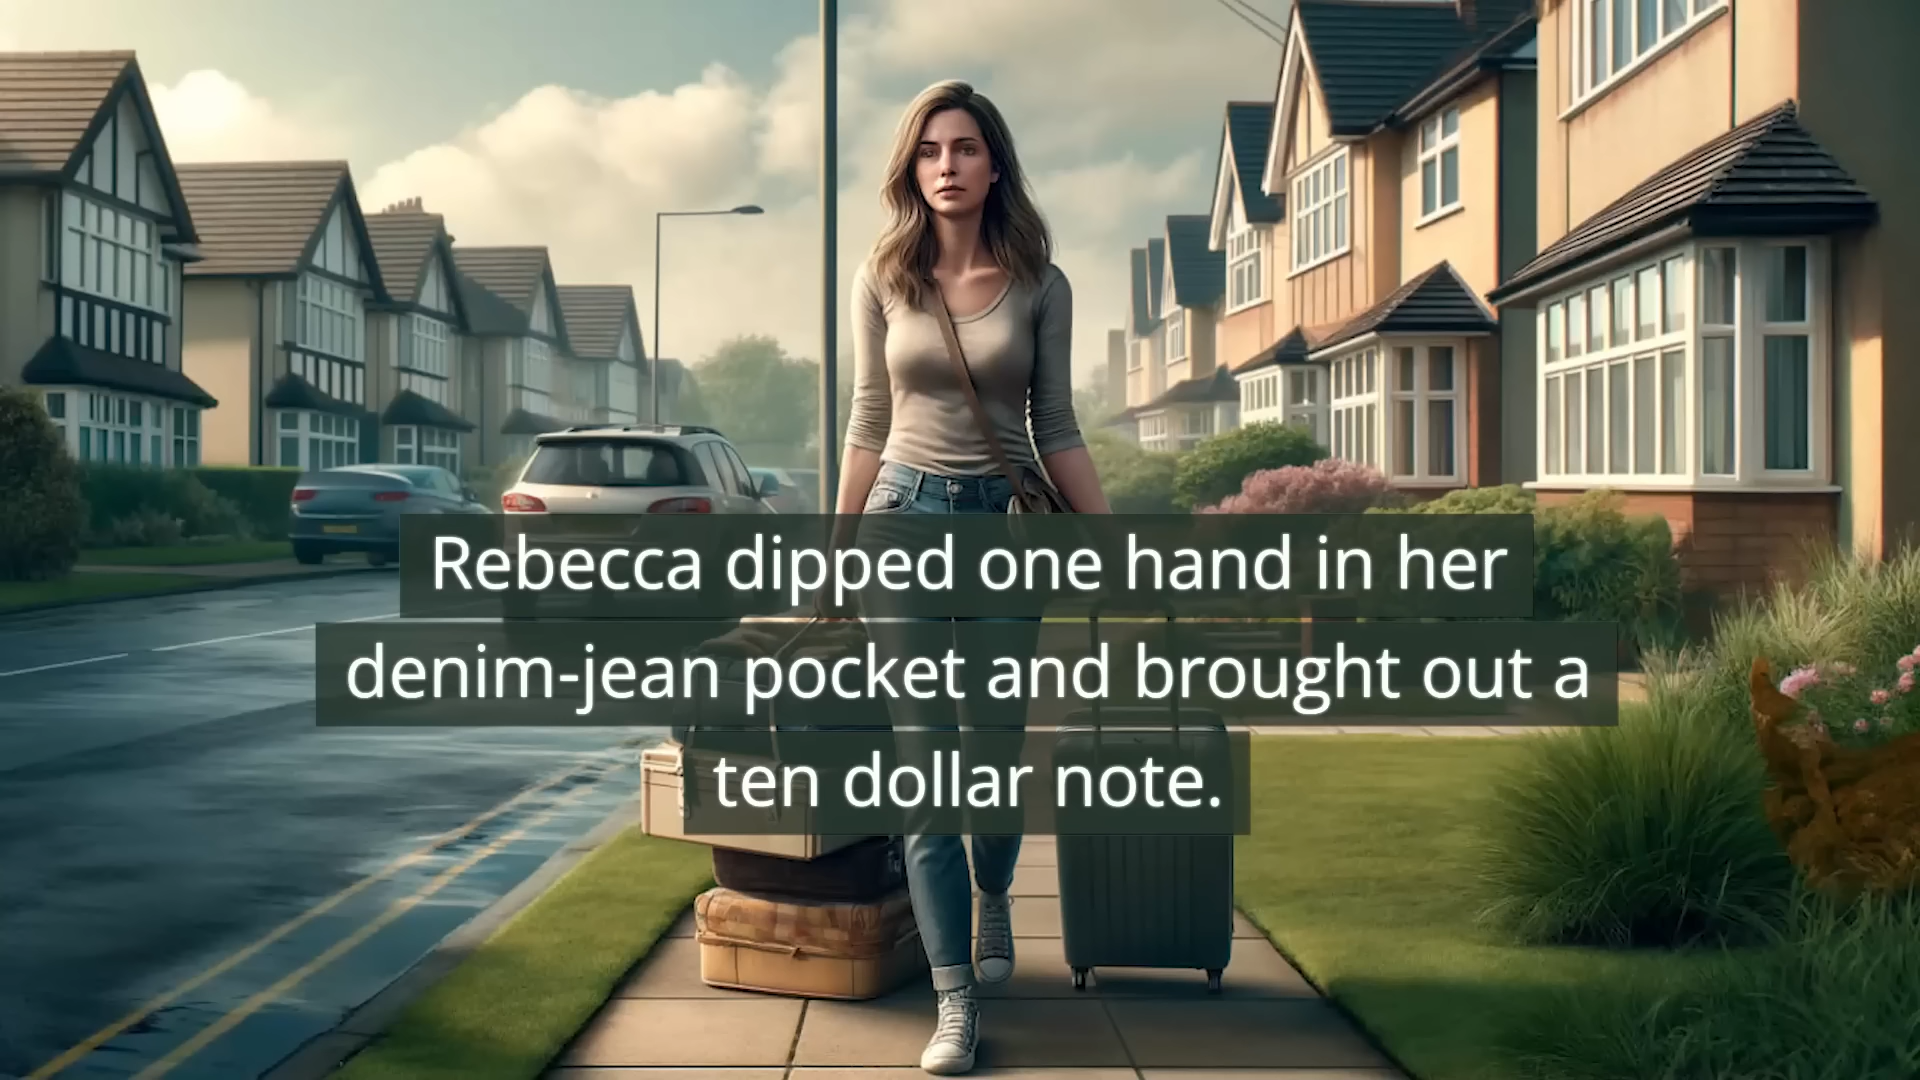 Rebecca dipped one hand in her
denim-jean pocket and brought out a
ten dollar note.